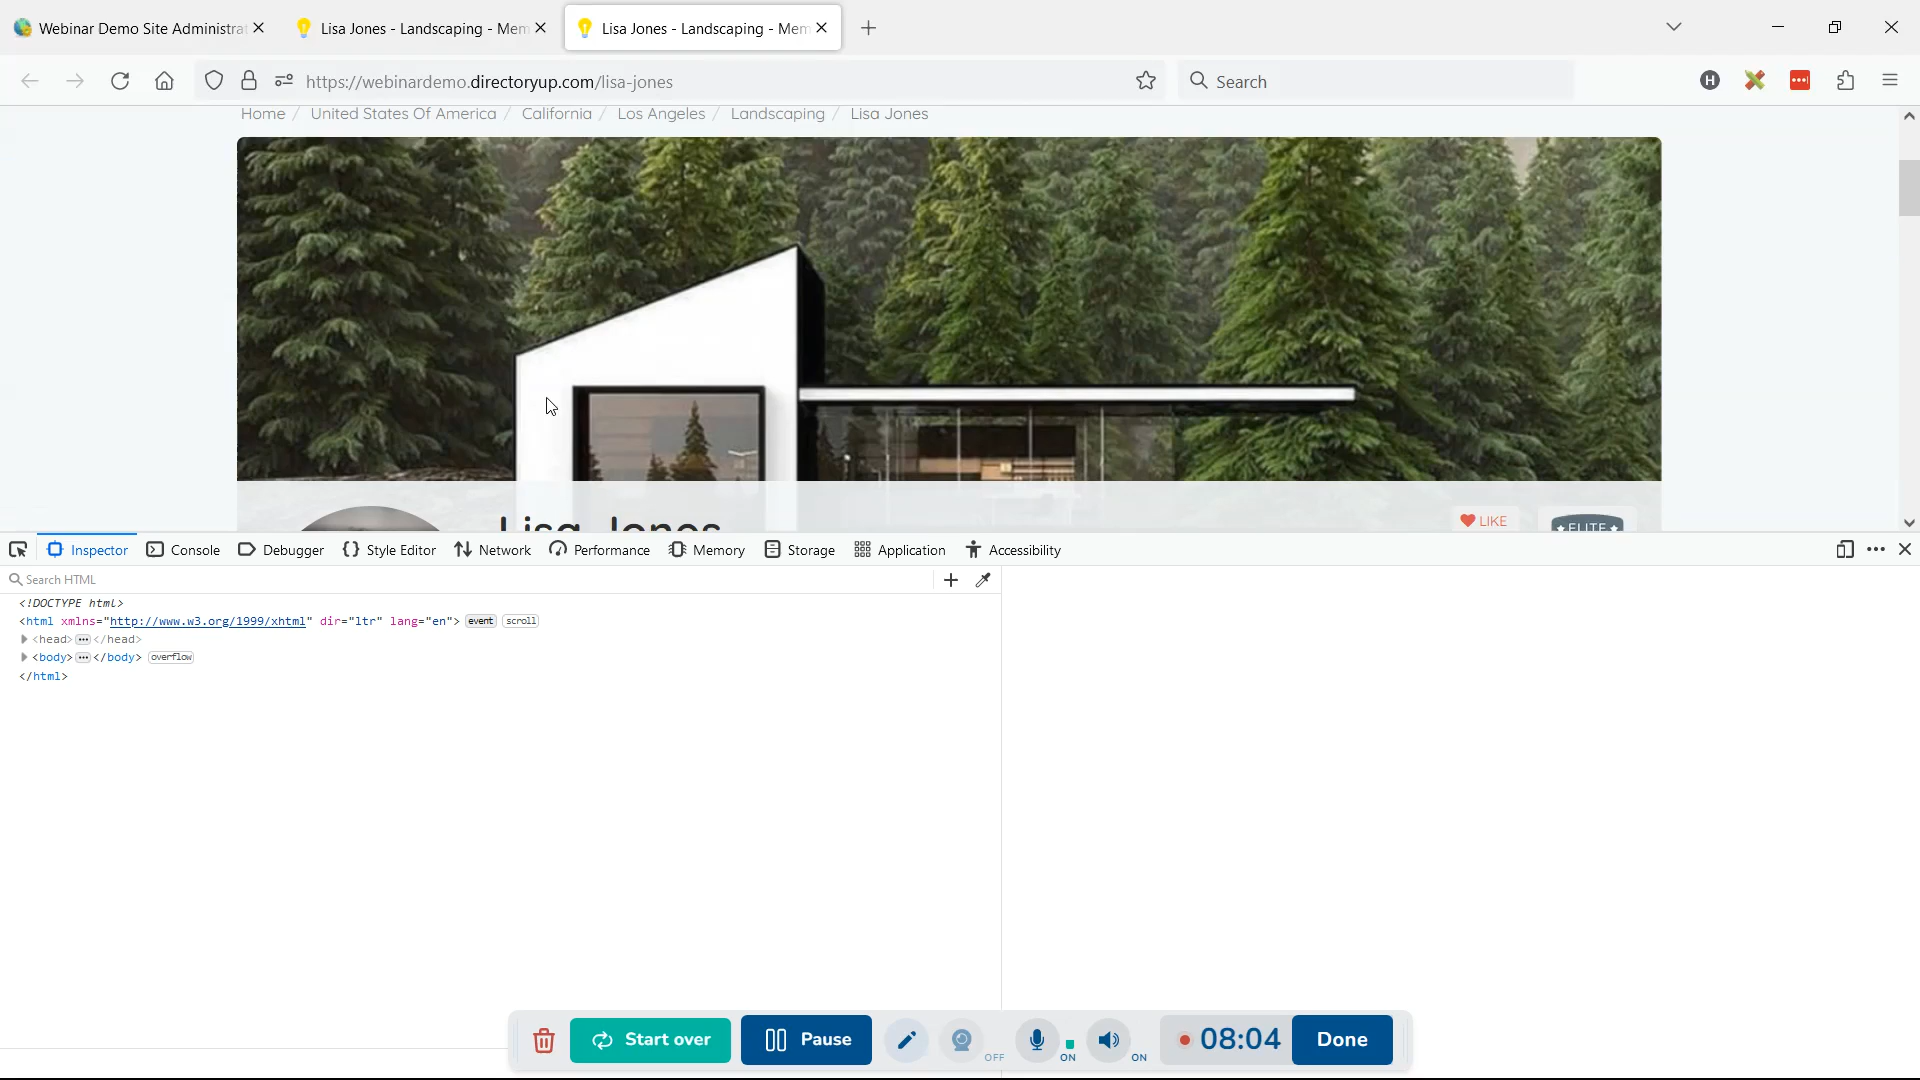 Webinar Demo Site Administrat
Lisa Jones - Landscaping - Mem
Lisa Jones - Landscaping - Mem
https://webinardemo.directoryup.com/lisa-jones
Search
H
Home / United States Of America / California / Los Angeles / Landscaping / Lisa Jones
Lisa Jones
LIKE
ELITE
Inspector
Console
Debugger
Style Editor
Network
Performance
Memory
Storage
Application
Accessibility
Search HTML
<!DOCTYPE html>
<html xmlns="http://www.w3.org/1999/xhtml" dir="ltr" lang="en"> event scroll
<head> ••• </head>
<body> ••• </body> overflow
</html>
Start over
Pause
OFF
ON
ON
08:04
Done